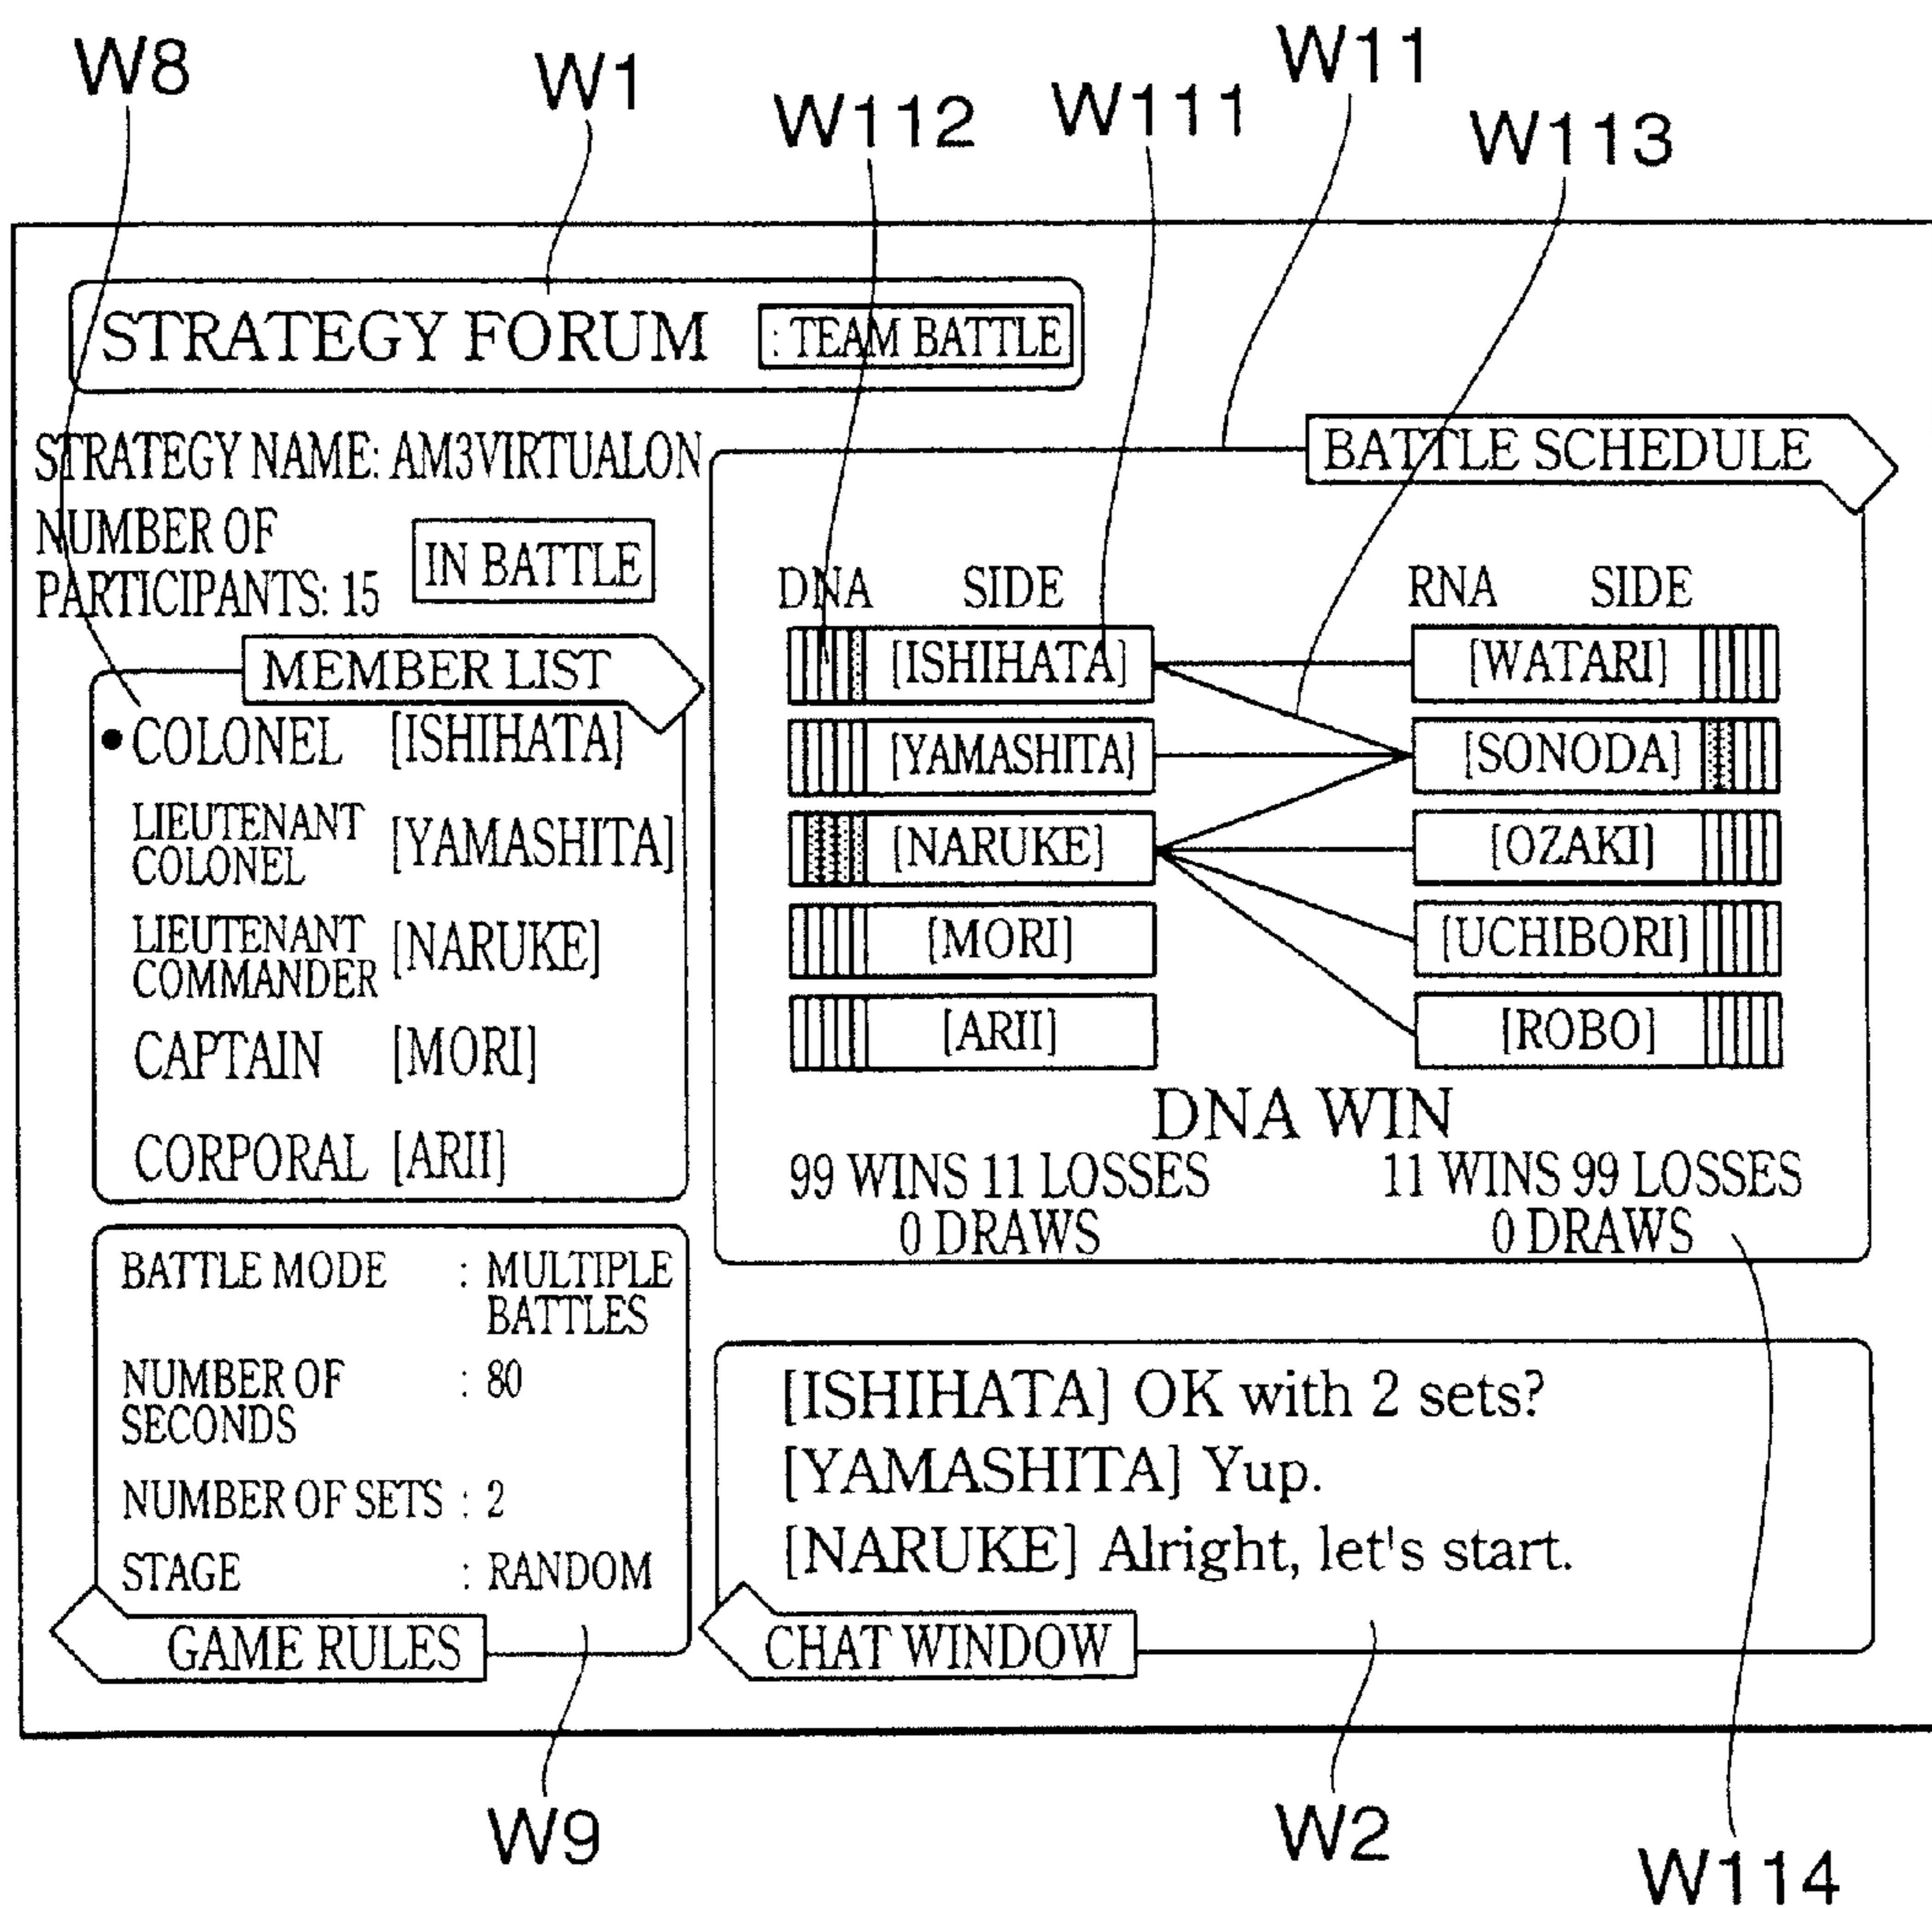 W8
W1
W112
W111
W11
W113
STRATEGY FORUM
: TEAM BATTLE
STRATEGY NAME: AM3VIRTUALON
NUMBER OF
PARTICIPANTS: 15
IN BATTLE
MEMBER LIST
• COLONEL [ISHIHATA]
LIEUTENANT
COLONEL
[YAMASHITA]
LIEUTENANT
COMMANDER
[NARUKE]
CAPTAIN [MORI]
CORPORAL [ARII]
BATTLE SCHEDULE
DNA SIDE
RNA SIDE
[ISHIHATA]
[WATARI]
[YAMASHITA]
[SONODA]
[NARUKE]
[OZAKI]
[MORI]
[UCHIBORI]
[ARII]
[ROBO]
DNA WIN
99 WINS 11 LOSSES
0 DRAWS
11 WINS 99 LOSSES
0 DRAWS
BATTLE MODE : MULTIPLE
BATTLES
NUMBER OF
SECONDS
: 80
NUMBER OF SETS : 2
STAGE : RANDOM
GAME RULES
[ISHIHATA] OK with 2 sets?
[YAMASHITA] Yup.
[NARUKE] Alright, let's start.
CHAT WINDOW
W9
W2
W114